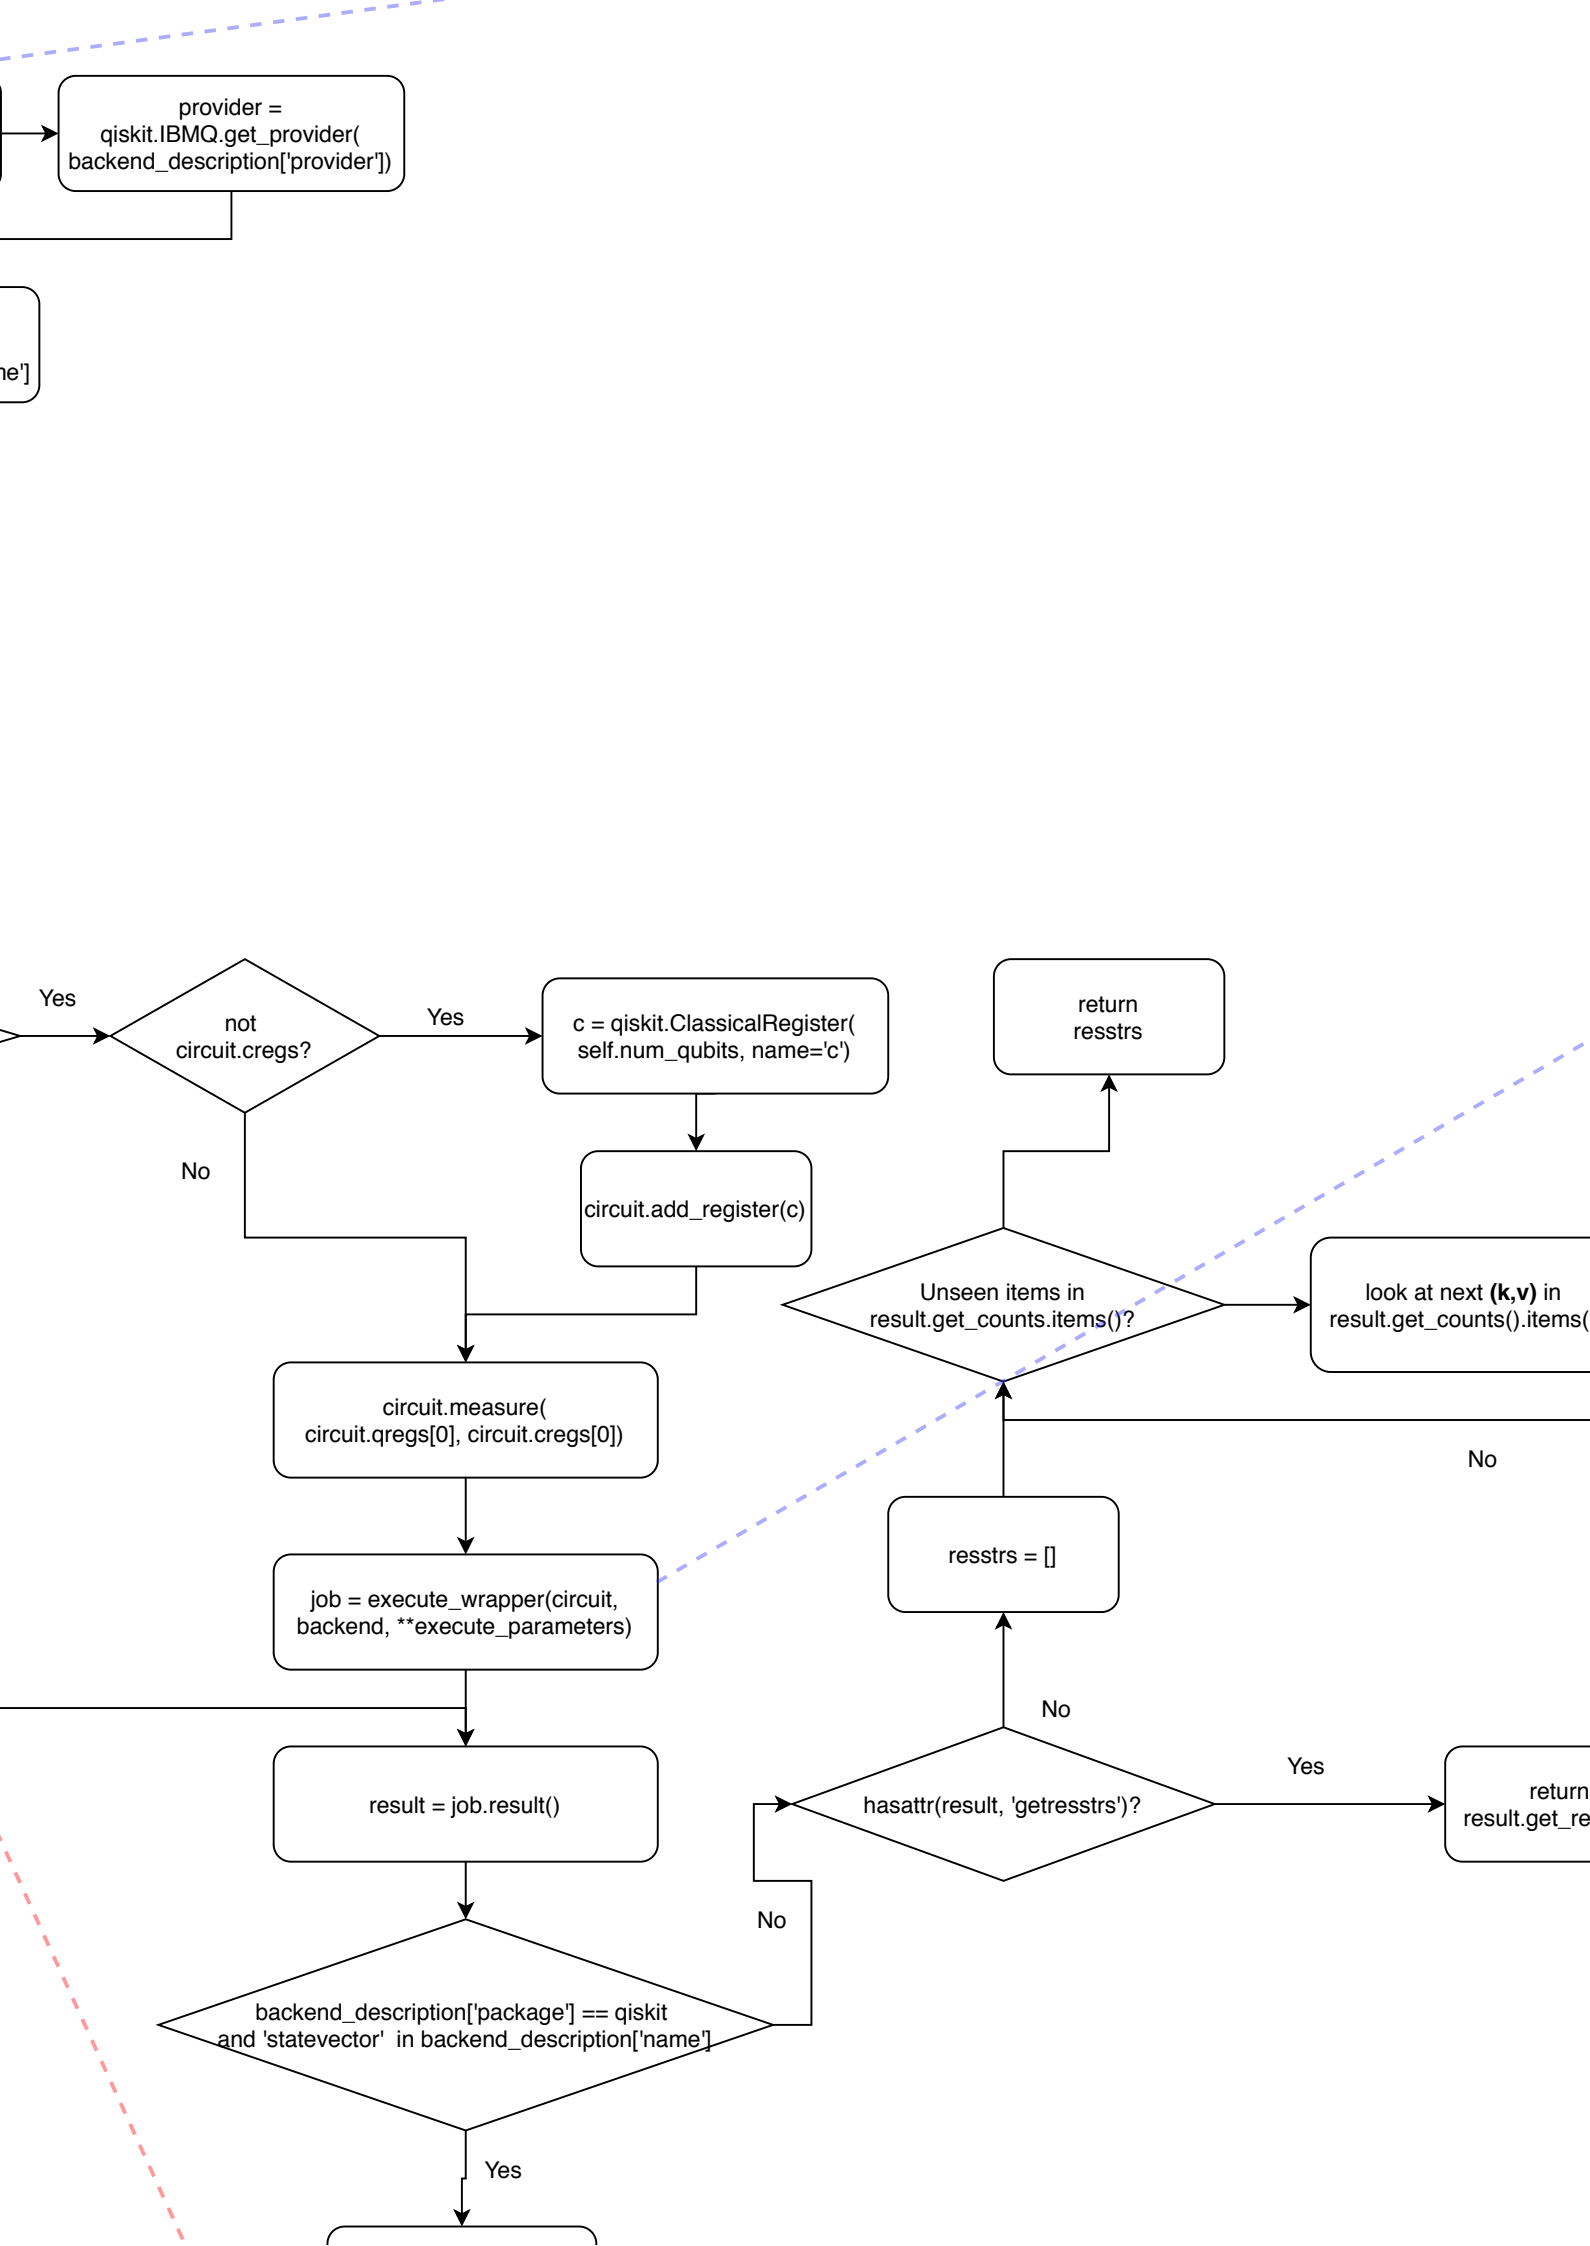 provider =
qiskit.IBMQ.get_provider(
backend_description['provider'])
ne']
Yes
not
circuit.cregs?
Yes
c = qiskit.ClassicalRegister(
self.num_qubits, name='c')
return
resstrs
No
circuit.add_register(c)
Unseen items in
result.get_counts.items()?
look at next (k,v) in
result.get_counts().items(
circuit.measure(
circuit.qregs[0], circuit.cregs[0])
No
resstrs = []
job = execute_wrapper(circuit,
backend, **execute_parameters)
No
Yes
result = job.result()
hasattr(result, 'getresstrs')?
return
result.get_re
No
backend_description['package'] == qiskit
and 'statevector'  in backend_description['name']
Yes